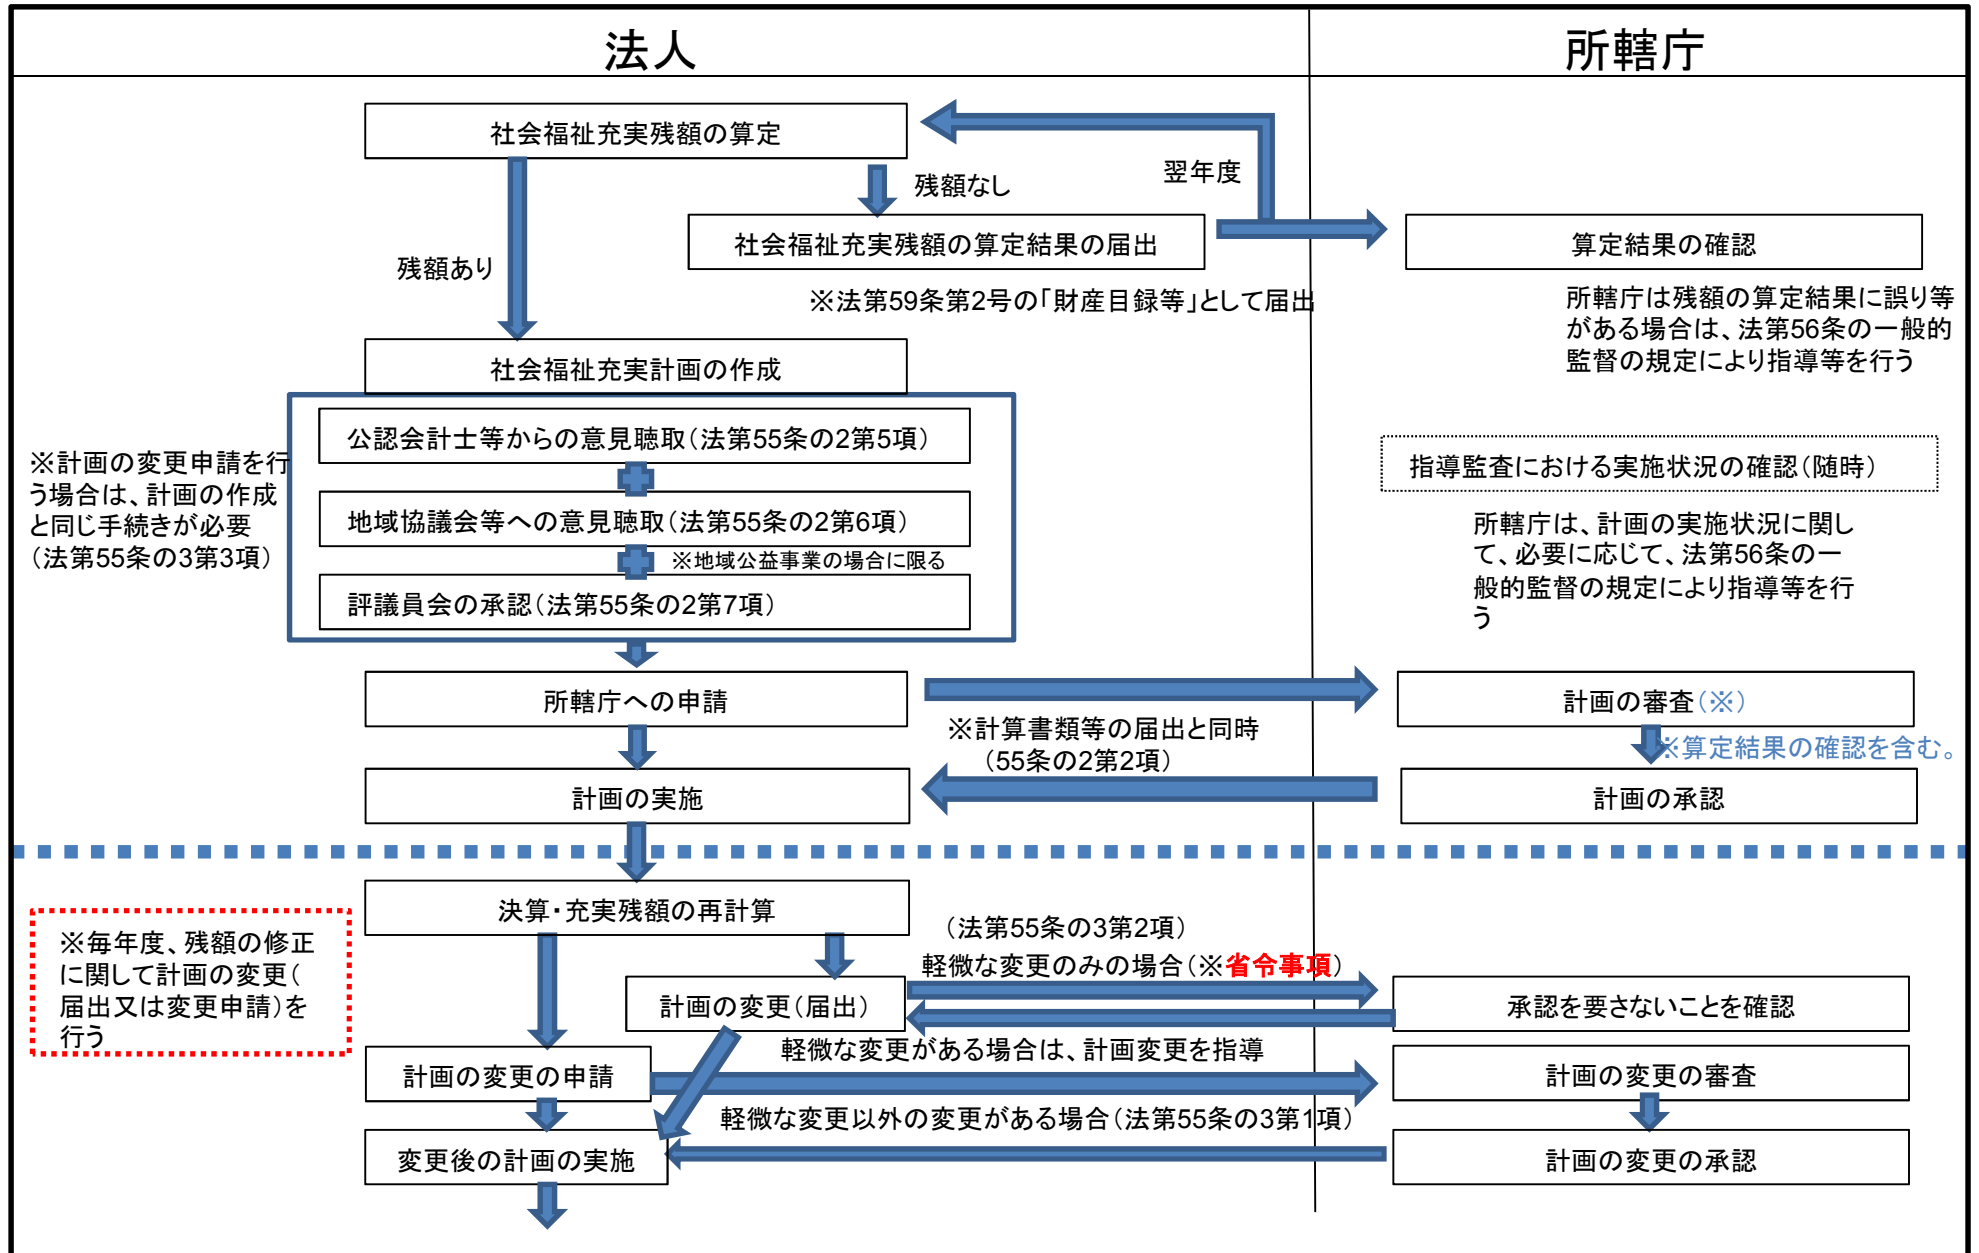 法人
所轄庁
社会福祉充実残額の算定
翌年度
残額なし
社会福祉充実残額の算定結果の届出
算定結果の確認
残額あり
※法第59条第2号の「財産目録等」として届出
所轄庁は残額の算定結果に誤り等
がある場合は、法第56条の一般的
監督の規定により指導等を行う
社会福祉充実計画の作成
公認会計士等からの意見聴取(法第55条の2第5項)
※計画の変更申請を行
う場合は、計画の作成
と同じ手続きが必要
(法第55条の3第3項)
地域協議会等への意見聴取(法第55条の2第6項)
※地域公益事業の場合に限る
評議員会の承認(法第55条の2第7項)
指導監査における実施状況の確認(随時)
所轄庁は、計画の実施状況に関し
て、必要に応じて、法第56条の一
般的監督の規定により指導等を行
う
所轄庁への申請
計画の審査(※)
※計算書類等の届出と同時
(55条の2第2項)
※算定結果の確認を含む。
計画の実施
計画の承認
決算・充実残額の再計算
※毎年度、残額の修正
に関して計画の変更(
届出又は変更申請)を
行う
(法第55条の3第2項)
軽微な変更のみの場合(※省令事項)
計画の変更(届出)
承認を要さないことを確認
軽微な変更がある場合は、計画変更を指導
計画の変更の申請
計画の変更の審査
軽微な変更以外の変更がある場合(法第55条の3第1項)
変更後の計画の実施
計画の変更の承認